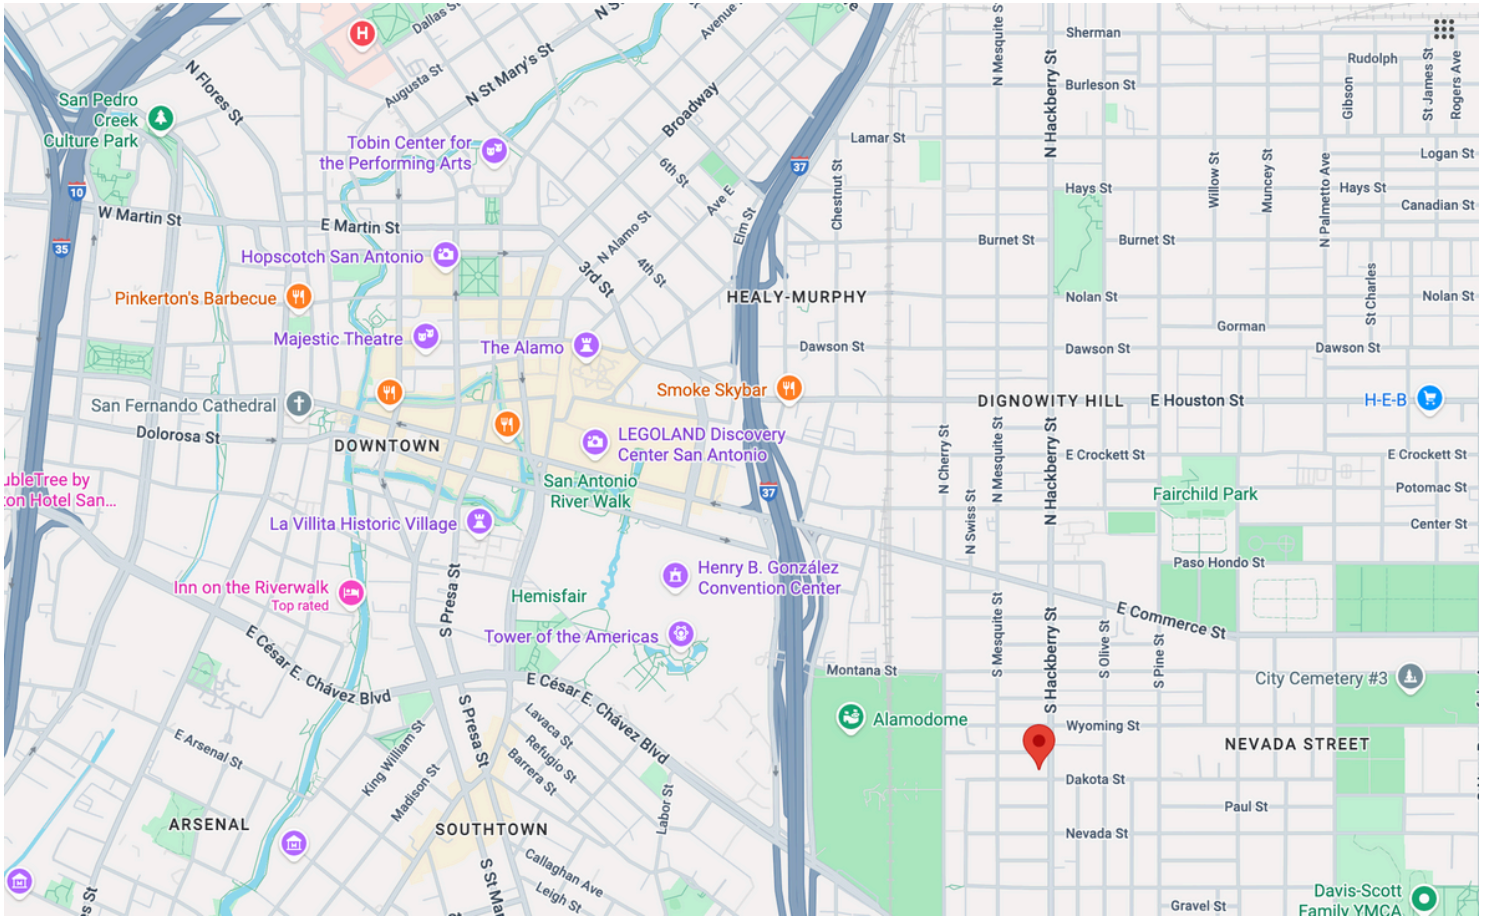 Sherman
N Mesquite St
Burleson St
Rudolph
Gibson
St James St
Rogers Ave
N Hackberry St
Dallas St
Avenue
H
Augusta St
N St Mary's St
N Flores St
San Pedro
Creek
Culture Park
Broadway
Tobin Center for
the Performing Arts
Lamar St
37
6th St
Ave E
Chestnut St
Logan St
Hays St
Hays St
Willow St
Muncey St
N Palmetto Ave
Canadian St
10
W Martin St
E Martin St
35
Elm St
N Alamo St
Burnet St
Burnet St
Hopscotch San Antonio
3rd St
4th St
Pinkerton's Barbecue
HEALY-MURPHY
Nolan St
St Charles
Nolan St
Gorman
Majestic Theatre
The Alamo
Dawson St
Dawson St
Dawson St
Smoke Skybar
DIGNOWITY HILL
E Houston St
H-E-B
San Fernando Cathedral
Dolorosa St
DOWNTOWN
LEGOLAND Discovery
Center San Antonio
N Cherry St
N Mesquite St
N Hackberry St
E Crockett St
E Crockett St
ubleTree by
ton Hotel San...
San Antonio
River Walk
37
Fairchild Park
Potomac St
La Villita Historic Village
N Swiss St
Center St
Paso Hondo St
Henry B. González
Convention Center
Inn on the Riverwalk
Top rated
Hemisfair
S Presa St
E Commerce St
Tower of the Americas
S Mesquite St
S Hackberry St
S Olive St
S Pine St
E César E. Chávez Blvd
Montana St
E César E. Chávez Blvd
City Cemetery #3
S Presa St
Lavaca St
Refugio St
Barrera St
Alamodome
Wyoming St
NEVADA STREET
E Arsenal St
King William St
Madison St
Dakota St
Labor St
Paul St
ARSENAL
SOUTHTOWN
Nevada St
Callaghan Ave
Leigh St
S St Mar
Davis-Scott
Family YMCA
Gravel St